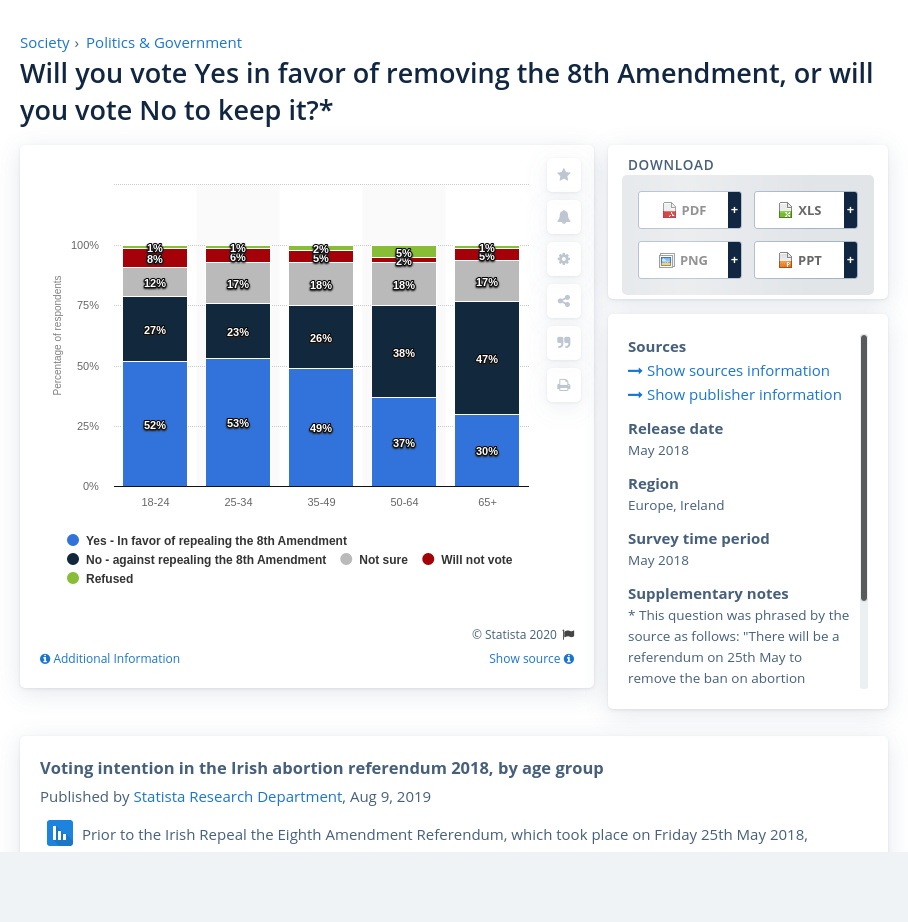 Society › Politics & Government
Will you vote Yes in favor of removing the 8th Amendment, or will
you vote No to keep it?*
Percentage of respondents
100%
75%
50%
25%
0%
1% 1% 2% 5% 1%
8% 6% 5% 2% 5%
12% 17% 18% 18% 17%
27% 23% 26% 38% 47%
52% 53% 49% 37% 30%
18-24 25-34 35-49 50-64 65+
Yes - In favor of repealing the 8th Amendment
No - against repealing the 8th Amendment Not sure Will not vote
Refused
© Statista 2020
Additional Information Show source
DOWNLOAD
PDF + XLS +
PNG + PPT +
Sources
Show sources information
Show publisher information
Release date
May 2018
Region
Europe, Ireland
Survey time period
May 2018
Supplementary notes
* This question was phrased by the
source as follows: "There will be a
referendum on 25th May to
remove the ban on abortion
Voting intention in the Irish abortion referendum 2018, by age group
Published by Statista Research Department, Aug 9, 2019
Prior to the Irish Repeal the Eighth Amendment Referendum, which took place on Friday 25th May 2018,